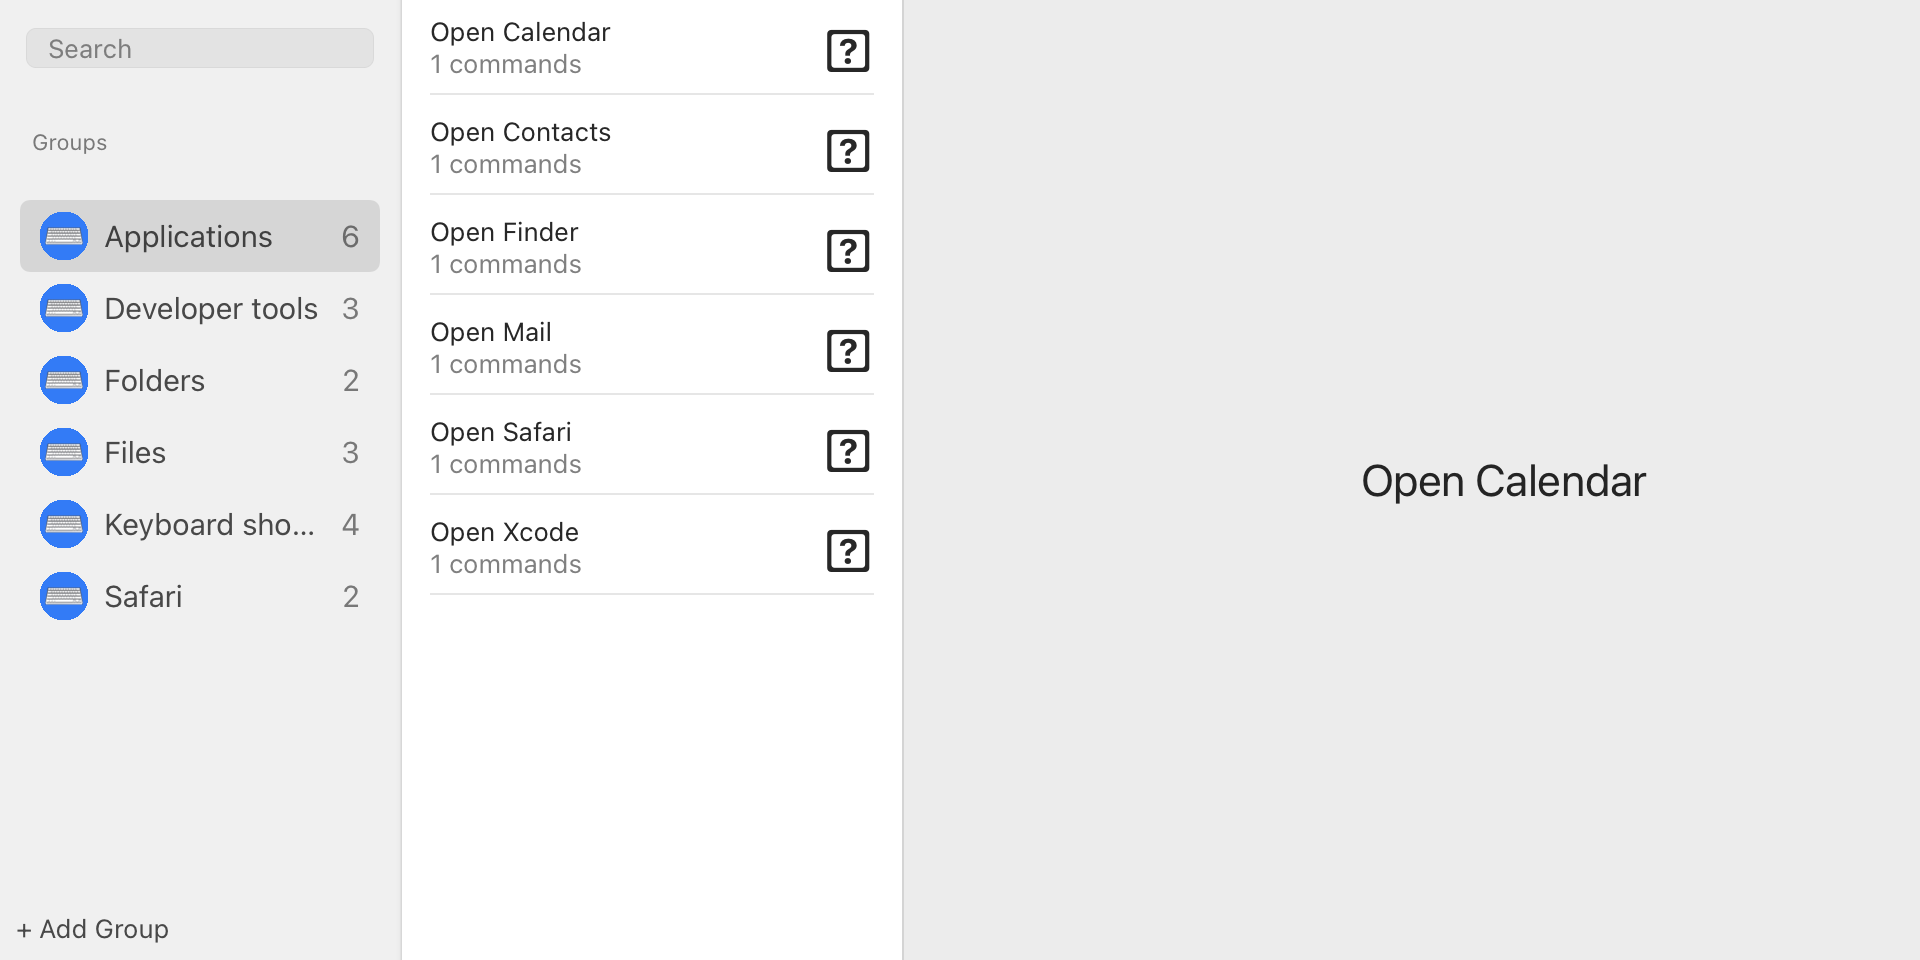 Search
Groups
Applications 6
Developer tools 3
Folders 2
Files 3
Keyboard sho... 4
Safari 2
+ Add Group
Open Calendar
1 commands
?
Open Contacts
1 commands
?
Open Finder
1 commands
?
Open Mail
1 commands
?
Open Safari
1 commands
?
Open Xcode
1 commands
?
Open Calendar